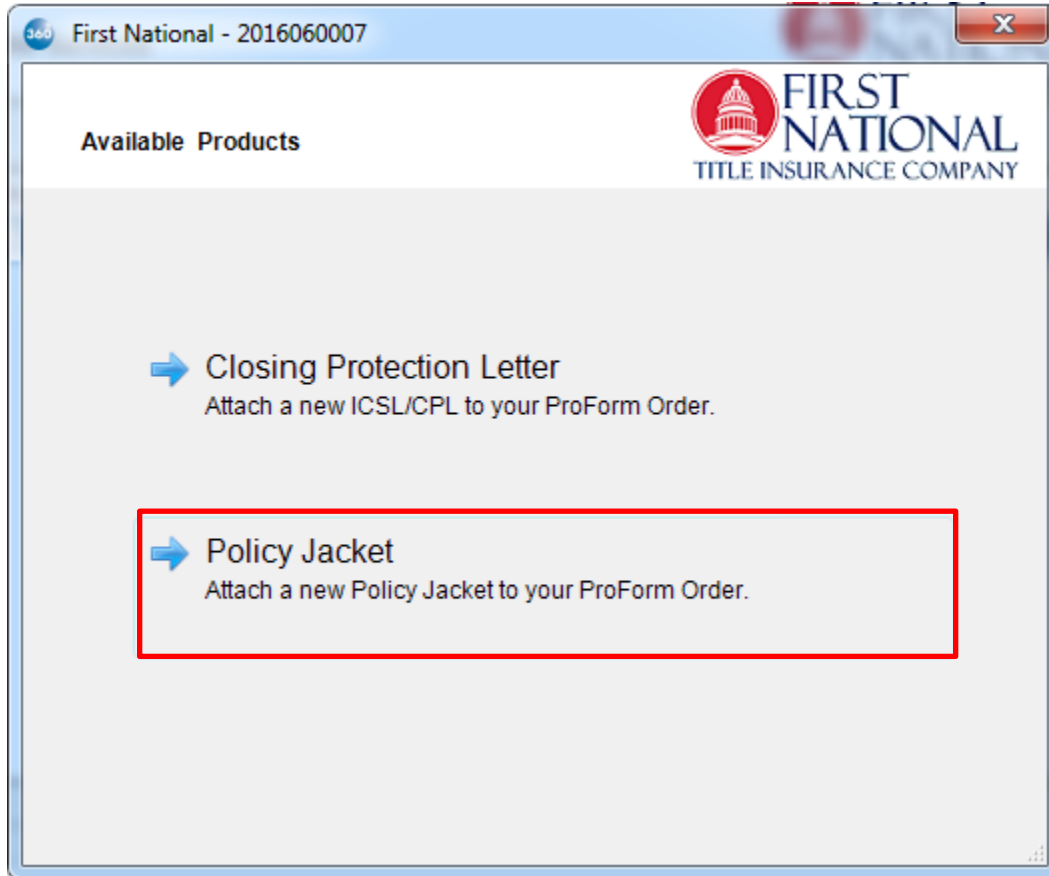 360 First National - 2016060007
Available Products
FIRST
NATIONAL
TITLE INSURANCE COMPANY
Closing Protection Letter
Attach a new ICSL/CPL to your ProForm Order.
Policy Jacket
Attach a new Policy Jacket to your ProForm Order.